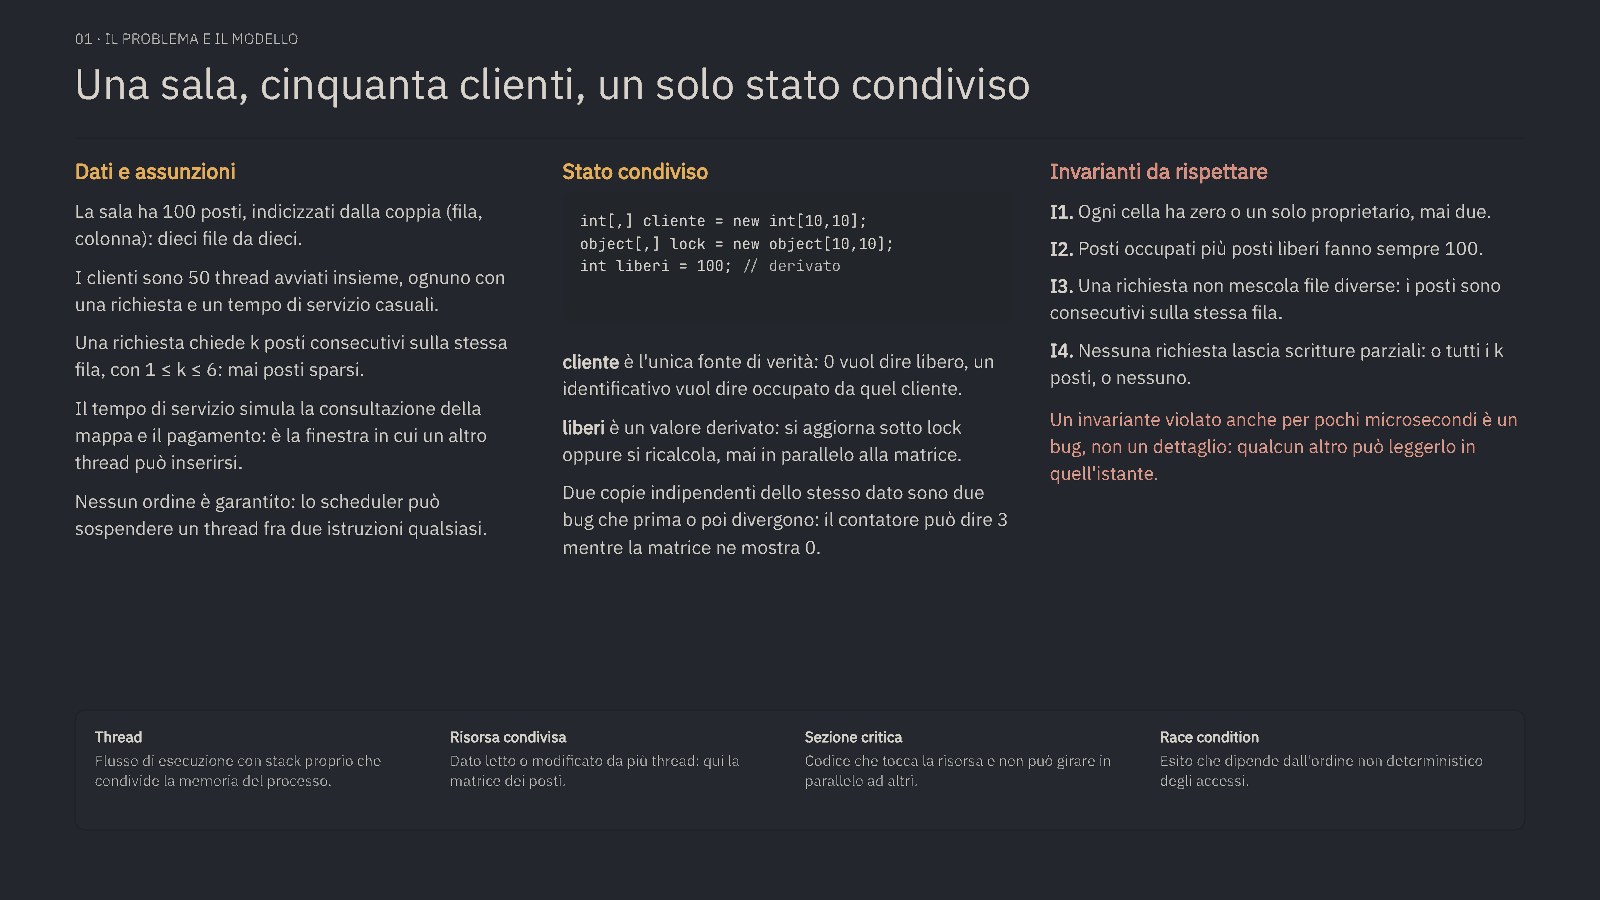 01 · IL PROBLEMA E IL MODELLO
Una sala, cinquanta clienti, un solo stato condiviso
Dati e assunzioni
La sala ha 100 posti, indicizzati dalla coppia (fila,
colonna): dieci file da dieci.
I clienti sono 50 thread avviati insieme, ognuno con
una richiesta e un tempo di servizio casuali.
Una richiesta chiede k posti consecutivi sulla stessa
fila, con 1 ≤ k ≤ 6: mai posti sparsi.
Il tempo di servizio simula la consultazione della
mappa e il pagamento: è la finestra in cui un altro
thread può inserirsi.
Nessun ordine è garantito: lo scheduler può
sospendere un thread fra due istruzioni qualsiasi.
Stato condiviso
int[,] cliente = new int[10,10];
object[,] lock = new object[10,10];
int liberi = 100; // derivato
cliente è l'unica fonte di verità: 0 vuol dire libero, un
identificativo vuol dire occupato da quel cliente.
liberi è un valore derivato: si aggiorna sotto lock
oppure si ricalcola, mai in parallelo alla matrice.
Due copie indipendenti dello stesso dato sono due
bug che prima o poi divergono: il contatore può dire 3
mentre la matrice ne mostra 0.
Invarianti da rispettare
I1. Ogni cella ha zero o un solo proprietario, mai due.
I2. Posti occupati più posti liberi fanno sempre 100.
I3. Una richiesta non mescola file diverse: i posti sono
consecutivi sulla stessa fila.
I4. Nessuna richiesta lascia scritture parziali: o tutti i k
posti, o nessuno.
Un invariante violato anche per pochi microsecondi è un
bug, non un dettaglio: qualcun altro può leggerlo in
quell'istante.
Thread
Flusso di esecuzione con stack proprio che
condivide la memoria del processo.
Risorsa condivisa
Dato letto o modificato da più thread: qui la
matrice dei posti.
Sezione critica
Codice che tocca la risorsa e non può girare in
parallelo ad altri.
Race condition
Esito che dipende dall'ordine non deterministico
degli accessi.